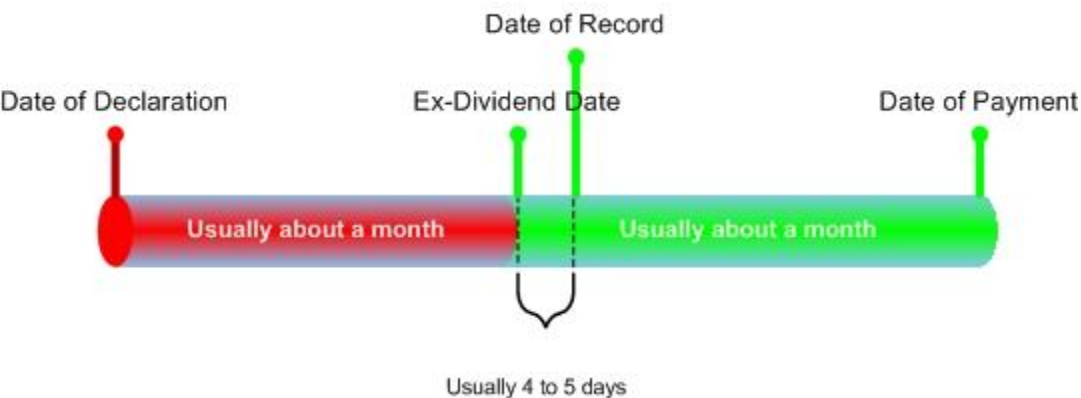 Date of Record
Date of Declaration
Ex-Dividend Date
Date of Payment
Usually about a month
Usually about a month
Usually 4 to 5 days